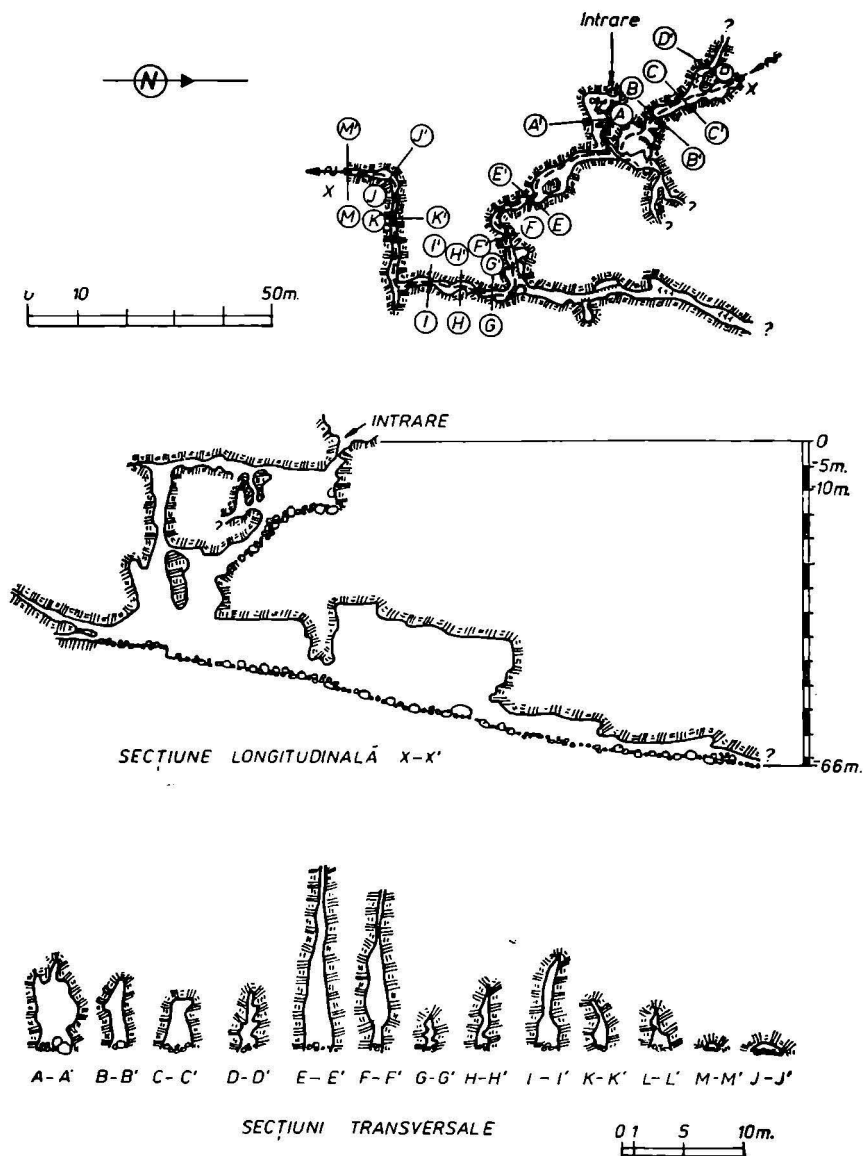 Intrare
?
D'
D
C
B
X
A
A'
C'
B'
N
M'
J'
E'
?
X
J
?
M
K
K'
F
E
F'
I'
H'
G'
0 10 50m.
I
H
G
?
INTRARE
0
-5m.
-10m.
?
?
-66m.
SECȚIUNE LONGITUDINALĂ X-X'
A-A' B-B' C-C' D-D' E-E' F-F' G-G' H-H' I-I' K-K' L-L' M-M' J-J'
SECȚIUNI TRANSVERSALE
0 1 5 10m.